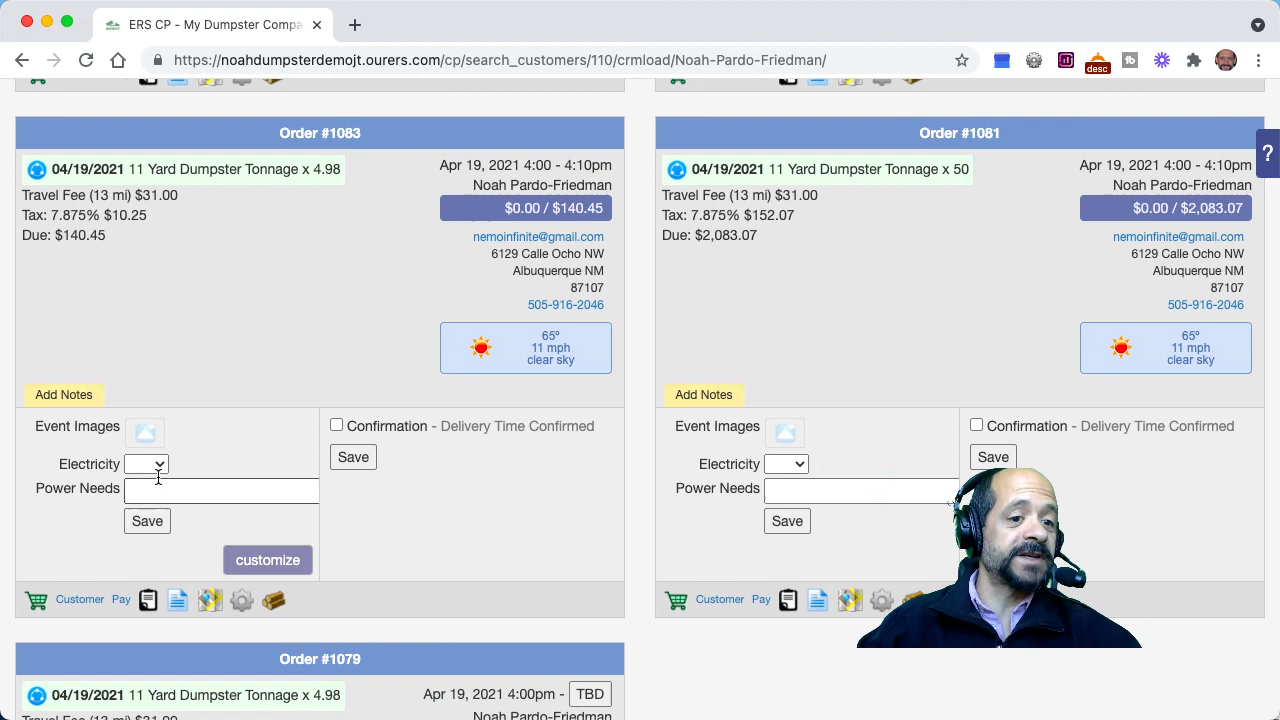 ERS CP - My Dumpster Compa
https://noahdumpsterdemojt.ourers.com/cp/search_customers/110/crmload/Noah-Pardo-Friedman/
desc
tb
?
Order #1083
04/19/2021 11 Yard Dumpster Tonnage x 4.98
Travel Fee (13 mi) $31.00
Tax: 7.875% $10.25
Due: $140.45
Apr 19, 2021 4:00 - 4:10pm
Noah Pardo-Friedman
$0.00 / $140.45
nemoinfinite@gmail.com
6129 Calle Ocho NW
Albuquerque NM
87107
505-916-2046
65º
11 mph
clear sky
Add Notes
Event Images
Electricity
Power Needs
Save
customize
Confirmation - Delivery Time Confirmed
Save
Customer Pay
Order #1081
04/19/2021 11 Yard Dumpster Tonnage x 50
Travel Fee (13 mi) $31.00
Tax: 7.875% $152.07
Due: $2,083.07
Apr 19, 2021 4:00 - 4:10pm
Noah Pardo-Friedman
$0.00 / $2,083.07
nemoinfinite@gmail.com
6129 Calle Ocho NW
Albuquerque NM
87107
505-916-2046
65º
11 mph
clear sky
Add Notes
Event Images
Electricity
Power Needs
Save
Confirmation - Delivery Time Confirmed
Save
Customer Pay
Order #1079
04/19/2021 11 Yard Dumpster Tonnage x 4.98
Travel Fee (13 mi) $31.00
Apr 19, 2021 4:00pm - TBD
Noah Pardo-Friedman